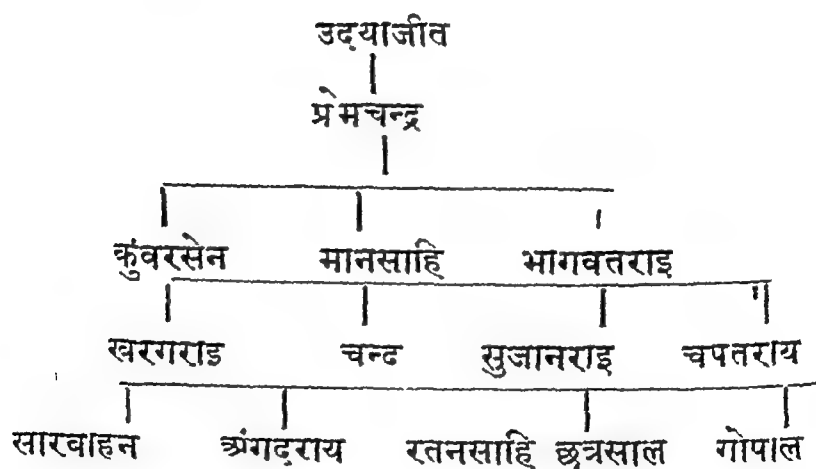 उदयाजीत
प्रेमचन्द्र
कुंवरसेन मानसाहि भागवतराइ
खरगराइ चन्द सुजानराइ चपतराय
सारवाहन अंगदराय रतनसाहि छत्रसाल गोपाल